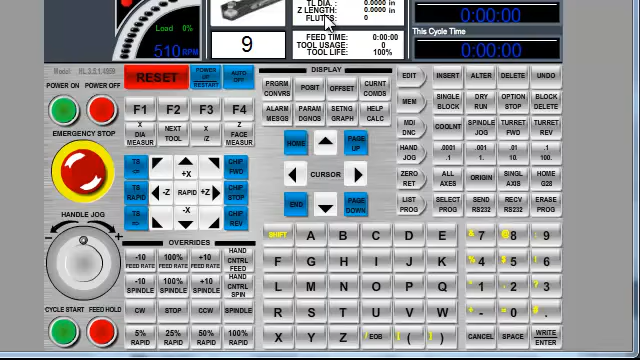 TL DIA. : 0.0000 in
Z LENGTH: 0.0000 in
FLUTES: 0
Load 0%
510 RPM
9
FEED TIME: 0:00:00
TOOL USAGE: 0
TOOL LIFE: 100%
0:00:00
This Cycle Time
0:00:00
RESET
POWER UP RESTART
AUTO OFF
DISPLAY
POWER ON POWER OFF
PRGRM CONVRS
POSIT
OFFSET
CURNT COMDS
ALARM MESGS
PARAM DGNOS
SETNG GRAPH
HELP CALC
EDIT INSERT ALTER DELETE UNDO
MEM SINGLE BLOCK DRY RUN OPTION STOP BLOCK DELETE
MDI DNC COOLNT SPINDLE JOG TURRET FWD TURRET REV
HAND JOG .0001 .1 .001 1. .01 10. .1 100.
ZERO RET ALL AXES ORIGIN SINGL AXIS HOME G28
LIST PROG SELECT PROG SEND RS232 RECV RS232 ERASE PROG
F1 F2 F3 F4
EMERGENCY STOP
X DIA MEASUR
NEXT TOOL
X /Z
Z FACE MEASUR
HOME
PAGE UP
CURSOR
END
PAGE DOWN
+X
CHIP FWD
TS RAPID
-Z RAPID +Z
CHIP STOP
-X
CHIP REV
HANDLE JOG
- +
OVERRIDES
-10 FEED RATE
100% FEED RATE
+10 FEED RATE
HAND CNTRL FEED
-10 SPINDLE
100% SPINDLE
+10 SPINDLE
HAND CNTRL SPIN
CW STOP CCW SPINDLE
CYCLE START FEED HOLD
5% RAPID
25% RAPID
50% RAPID
100% RAPID
SHIFT A B C D E
F G H I J K
L M N O P Q
R S T U V W
X Y Z / EOB ( )
& 7 @ 8 : 9
% 4 $ 5 ! 6
* 1 , 2 ? 3
+ - = 0 # .
CANCEL SPACE WRITE ENTER